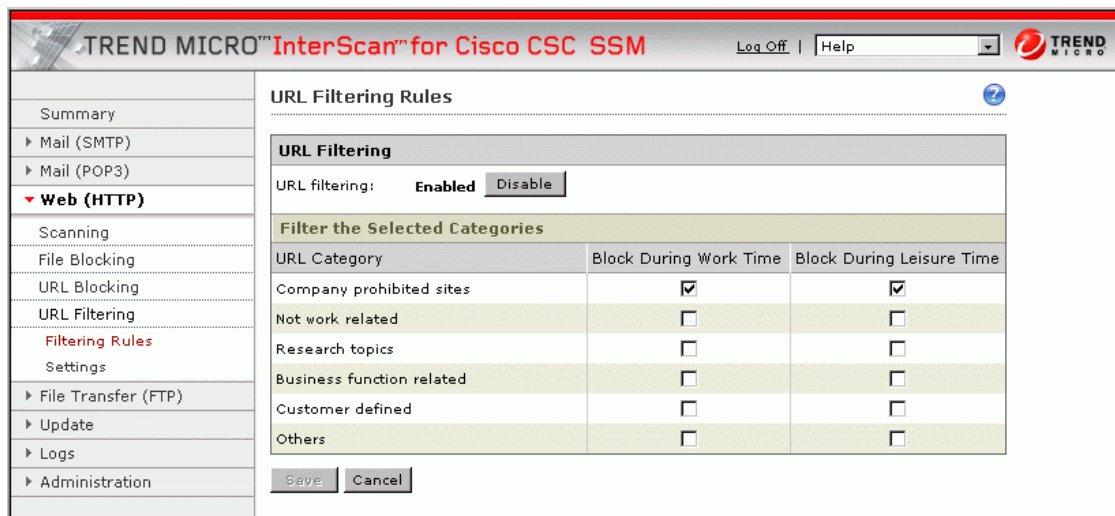 TREND MICRO™ InterScan™ for Cisco CSC SSM
Log Off | Help
TREND MICRO
Summary
Mail (SMTP)
Mail (POP3)
Web (HTTP)
Scanning
File Blocking
URL Blocking
URL Filtering
Filtering Rules
Settings
File Transfer (FTP)
Update
Logs
Administration
URL Filtering Rules
?
URL Filtering
URL filtering: Enabled Disable
Filter the Selected Categories
URL Category Block During Work Time Block During Leisure Time
Company prohibited sites
Not work related
Research topics
Business function related
Customer defined
Others
Save Cancel